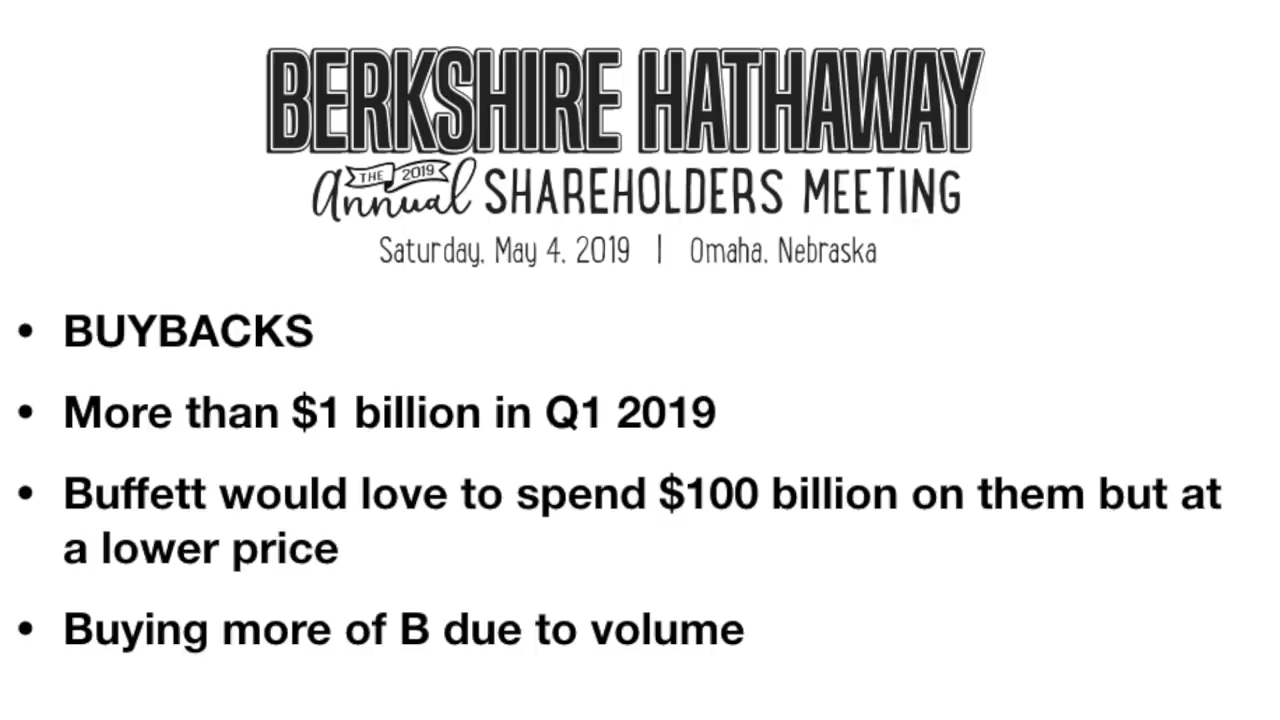 BERKSHIRE HATHAWAY
THE 2019
Annual SHAREHOLDERS MEETING
Saturday, May 4, 2019 | Omaha, Nebraska
• BUYBACKS
• More than $1 billion in Q1 2019
• Buffett would love to spend $100 billion on them but at
a lower price
• Buying more of B due to volume